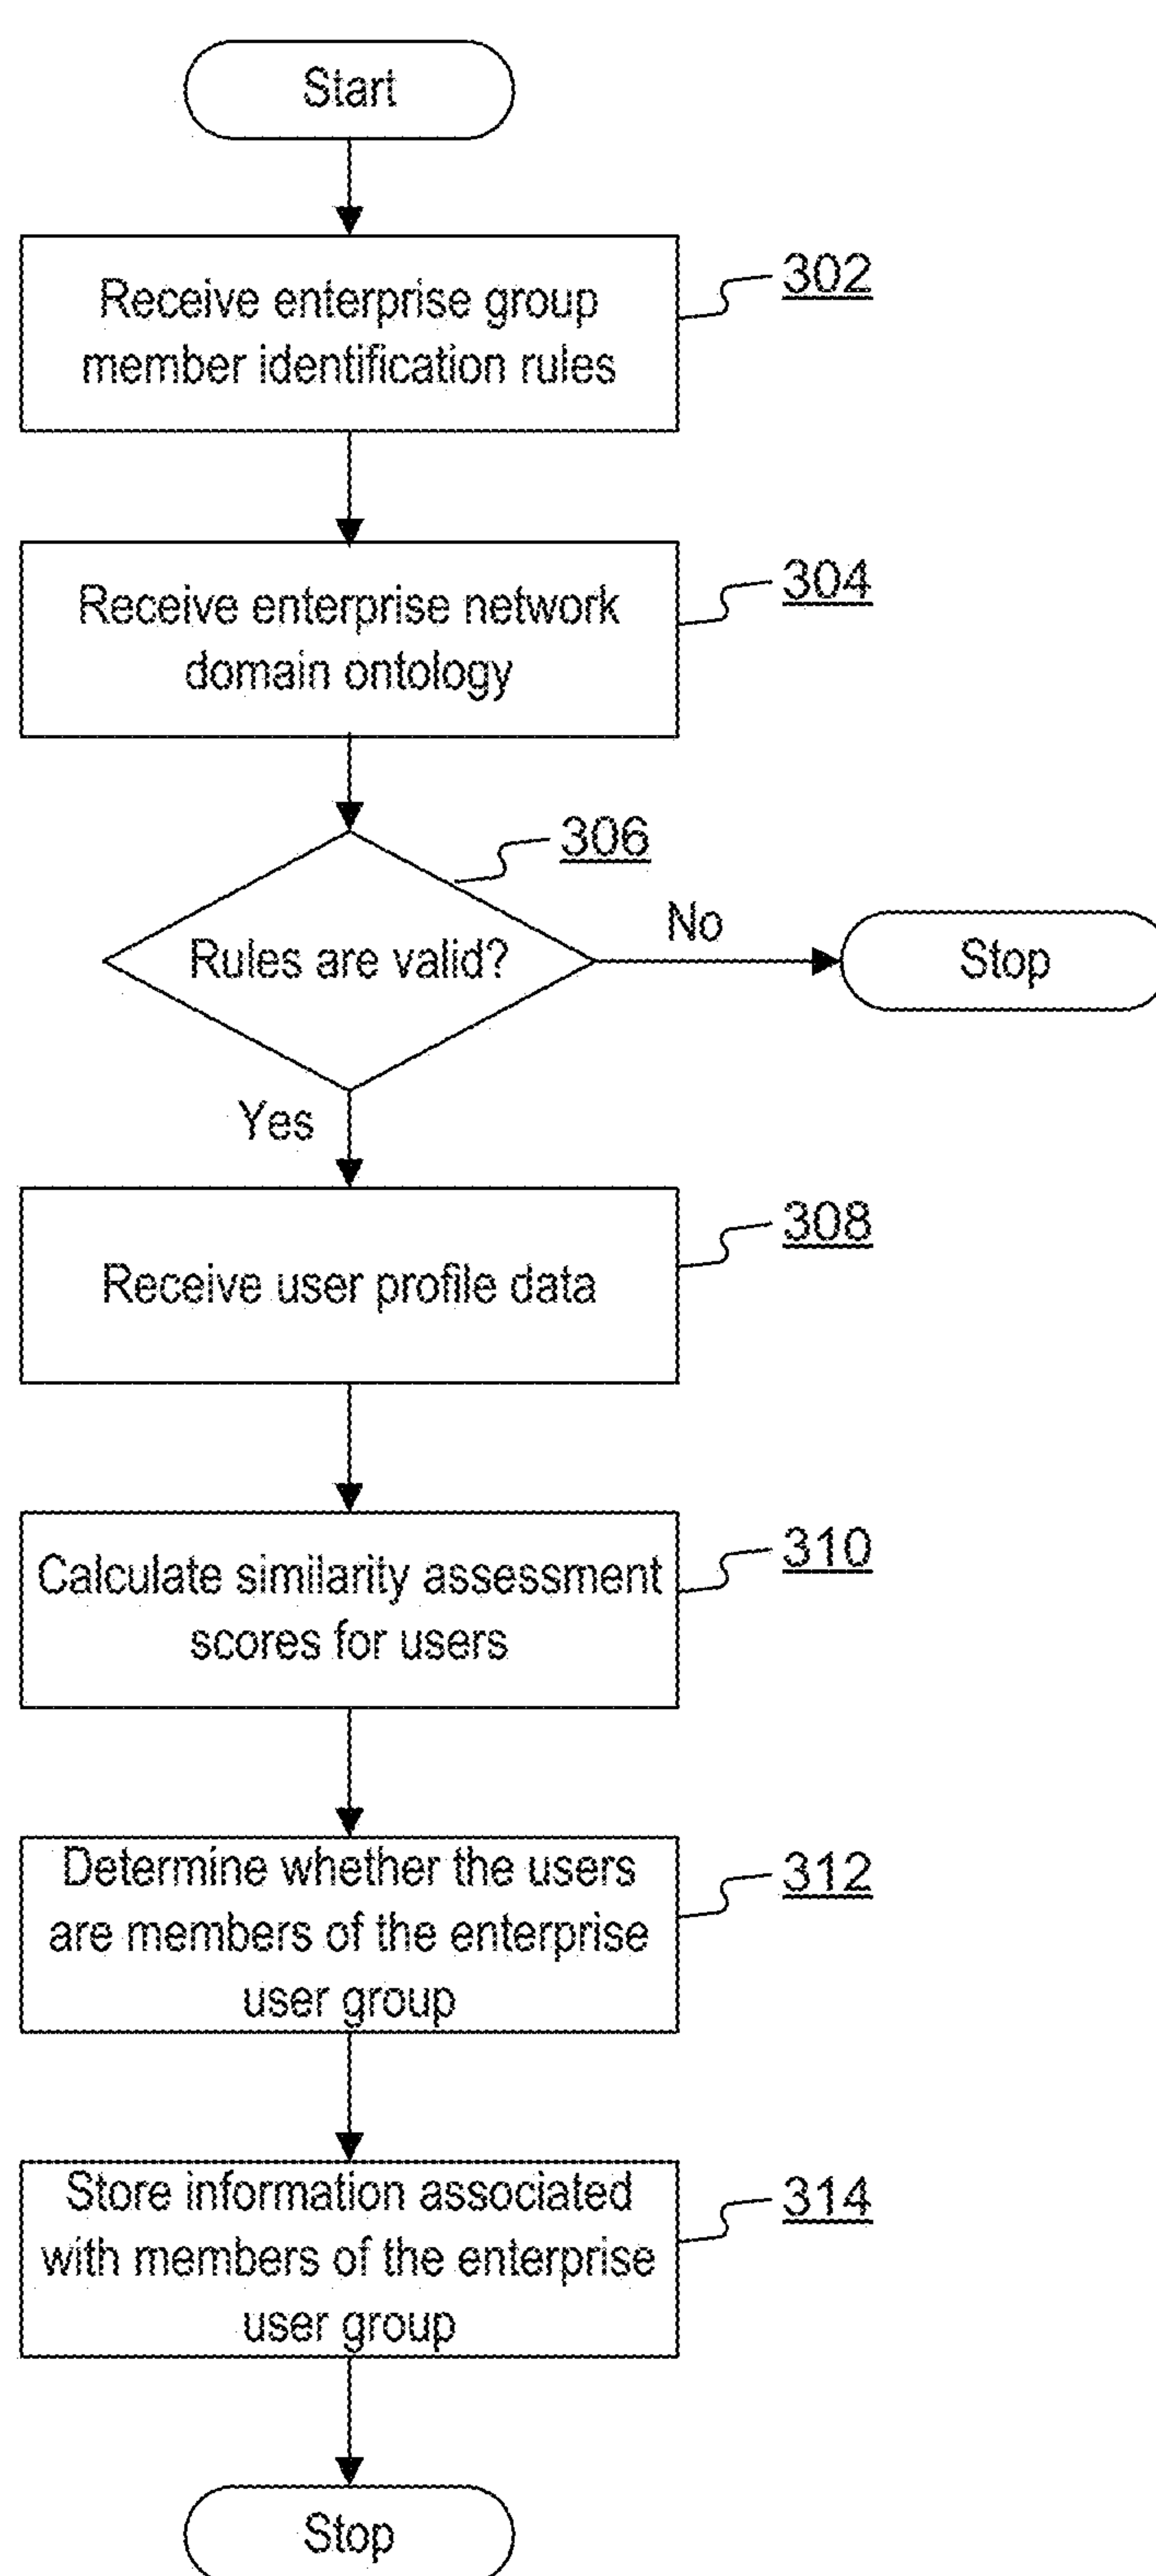 Start
Receive enterprise group
member identification rules
302
Receive enterprise network
domain ontology
304
306
Rules are valid?
No
Stop
Yes
Receive user profile data
308
Calculate similarity assessment
scores for users
310
Determine whether the users
are members of the enterprise
user group
312
Store information associated
with members of the enterprise
user group
314
Stop